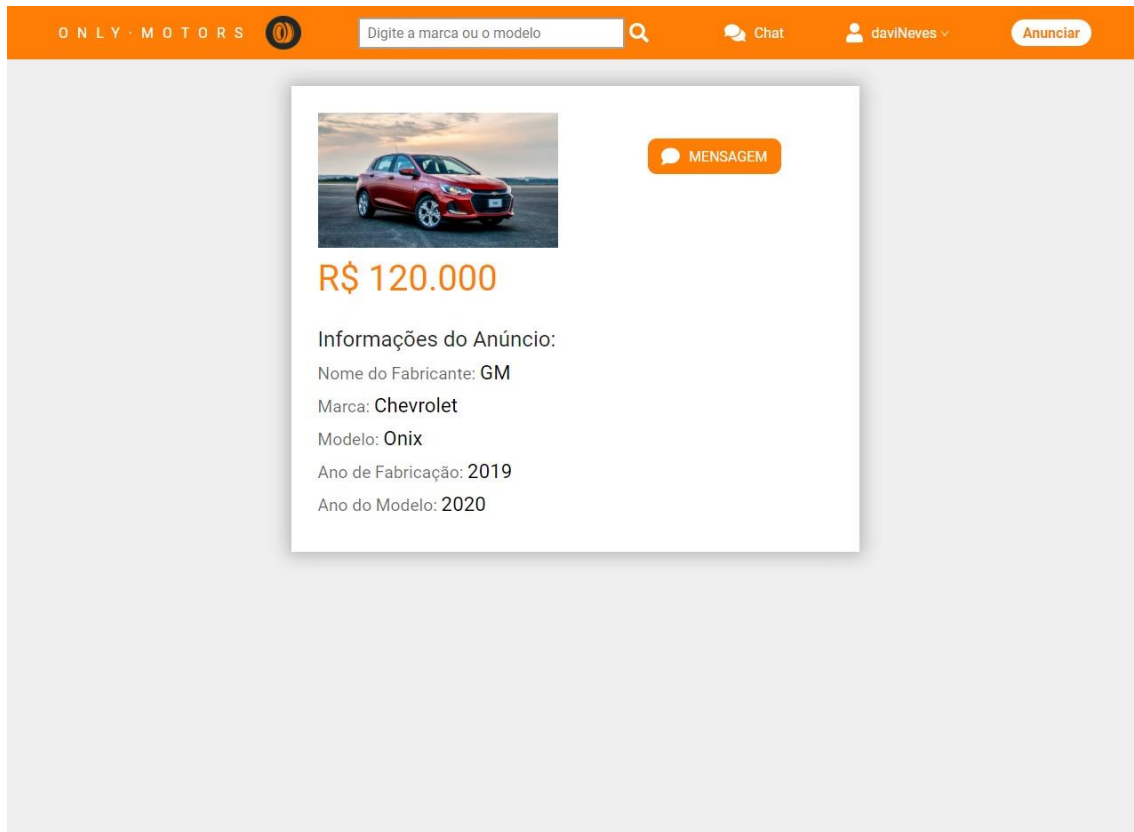 ONLY·MOTORS
Digite a marca ou o modelo
Chat
daviNeves
Anunciar
MENSAGEM
R$ 120.000
Informações do Anúncio:
Nome do Fabricante: GM
Marca: Chevrolet
Modelo: Onix
Ano de Fabricação: 2019
Ano do Modelo: 2020